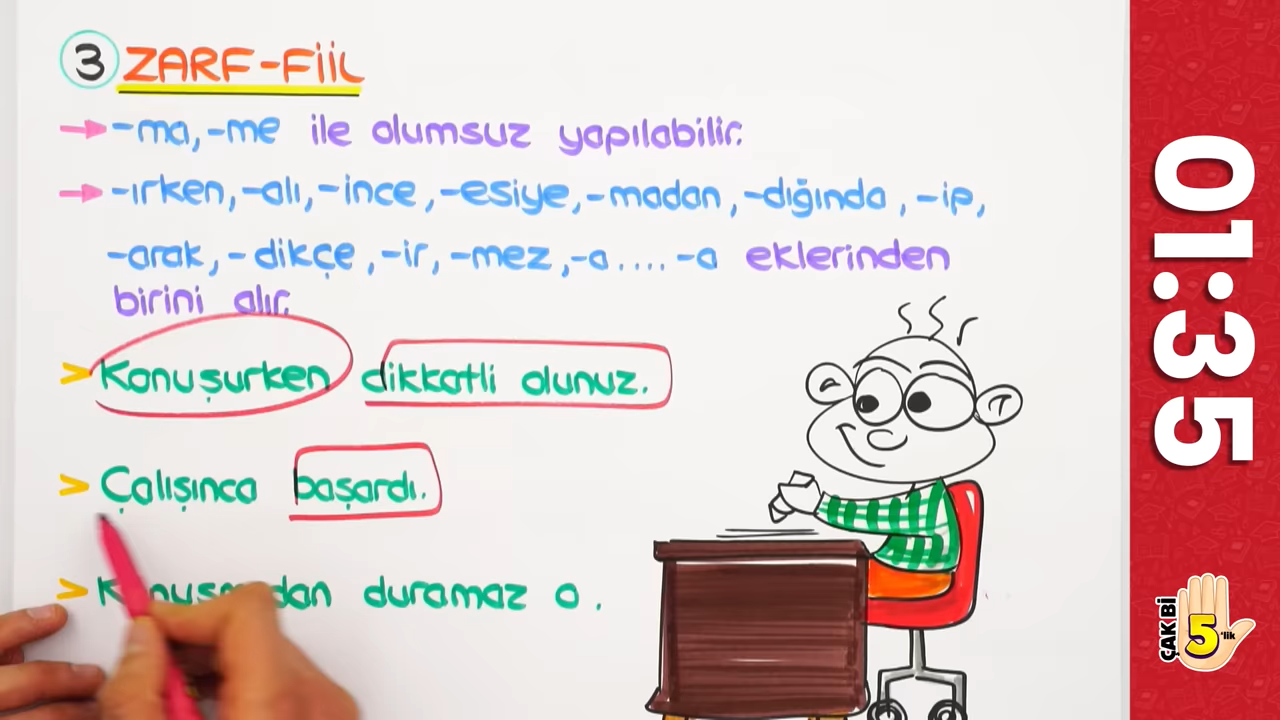 3 ZARF-FİİL
→ -ma, -me ile olumsuz yapılabilir.
→ -ırken, -alı, -ince, -esiye, -madan, -dığında, -ip,
-arak, -dikçe, -ir, -mez, -a....-a eklerinden
birini alır.
> Konuşurken dikkatli olunuz.
> Çalışınca başardı.
> duramaz o.
01:35
ÇAK Bİ 5'lik